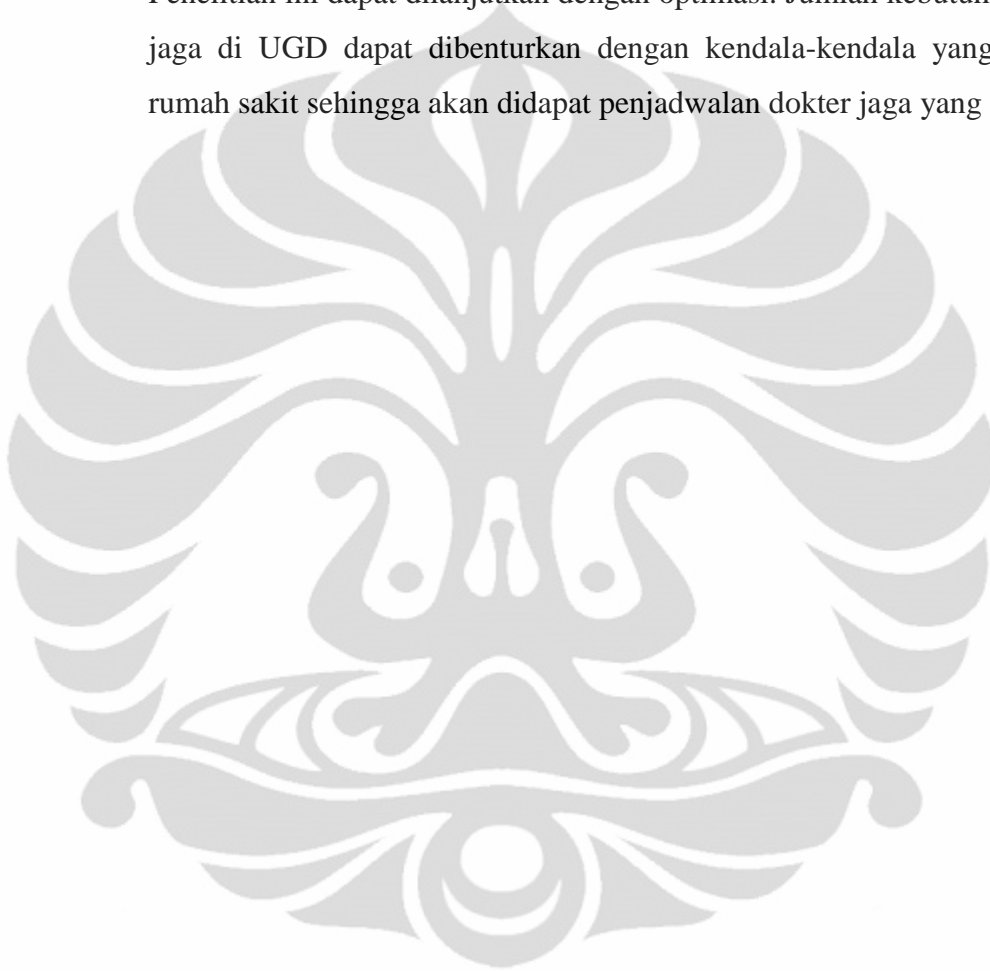 Penelitian ini dapat dilanjutkan dengan optimasi. Jumlah
jaga di UGD dapat dibenturkan dengan kendala-kendala yang
rumah sakit sehingga akan didapat penjadwalan dokter jaga yang